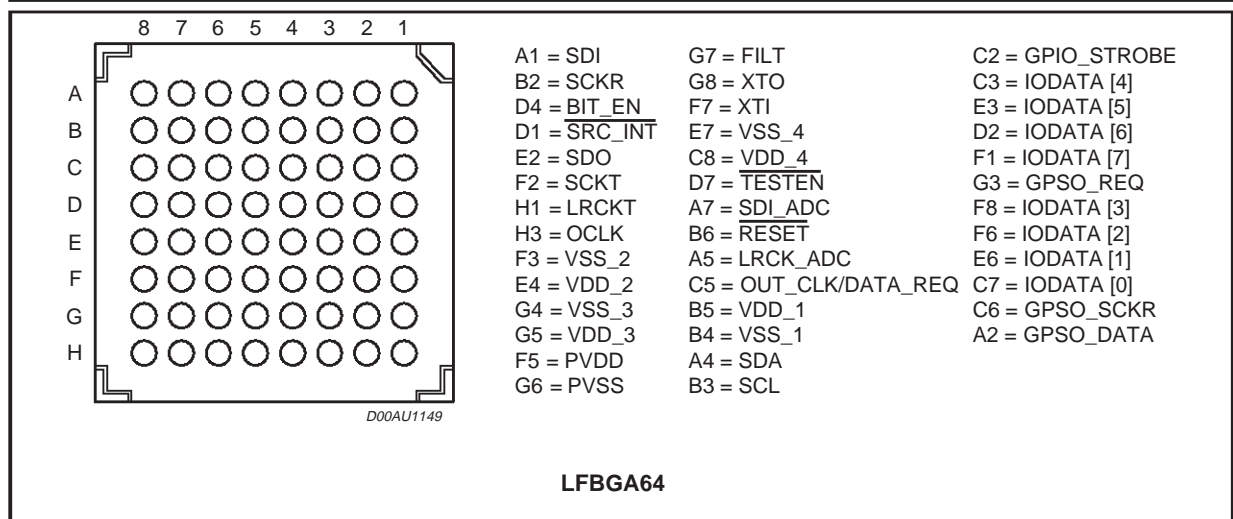 8 7 6 5 4 3 2 1
A
B
C
D
E
F
G
H
D00AU1149
A1 = SDI
B2 = SCKR
D4 = BIT_EN
D1 = SRC_INT
E2 = SDO
F2 = SCKT
H1 = LRCKT
H3 = OCLK
F3 = VSS_2
E4 = VDD_2
G4 = VSS_3
G5 = VDD_3
F5 = PVDD
G6 = PVSS
G7 = FILT
G8 = XTO
F7 = XTI
E7 = VSS_4
C8 = VDD_4
D7 = TESTEN
A7 = SDI_ADC
B6 = RESET
A5 = LRCK_ADC
C5 = OUT_CLK/DATA_REQ
B5 = VDD_1
B4 = VSS_1
A4 = SDA
B3 = SCL
C2 = GPIO_STROBE
C3 = IODATA [4]
E3 = IODATA [5]
D2 = IODATA [6]
F1 = IODATA [7]
G3 = GPSO_REQ
F8 = IODATA [3]
F6 = IODATA [2]
E6 = IODATA [1]
C7 = IODATA [0]
C6 = GPSO_SCKR
A2 = GPSO_DATA
LFBGA64